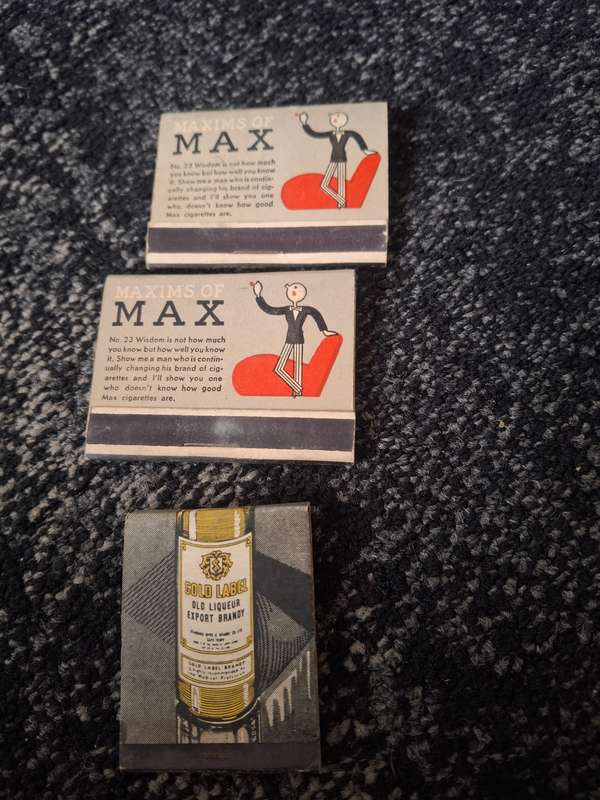 MAXIMS OF
MAX
No. 23 Wisdom is not how much
you know but how well you know
it. Show me a man who is contin-
ually changing his brand of cig-
arettes and I'll show you one
who doesn't know how good
Max cigarettes are.
MAXIMS OF
MAX
No. 23 Wisdom is not how much
you know but how well you know
it. Show me a man who is contin-
ually changing his brand of cig-
arettes and I'll show you one
who doesn't know how good
Max cigarettes are.
GOLD LABEL
OLD LIQUEUR
EXPORT BRANDY
GOLD LABEL BRANDY